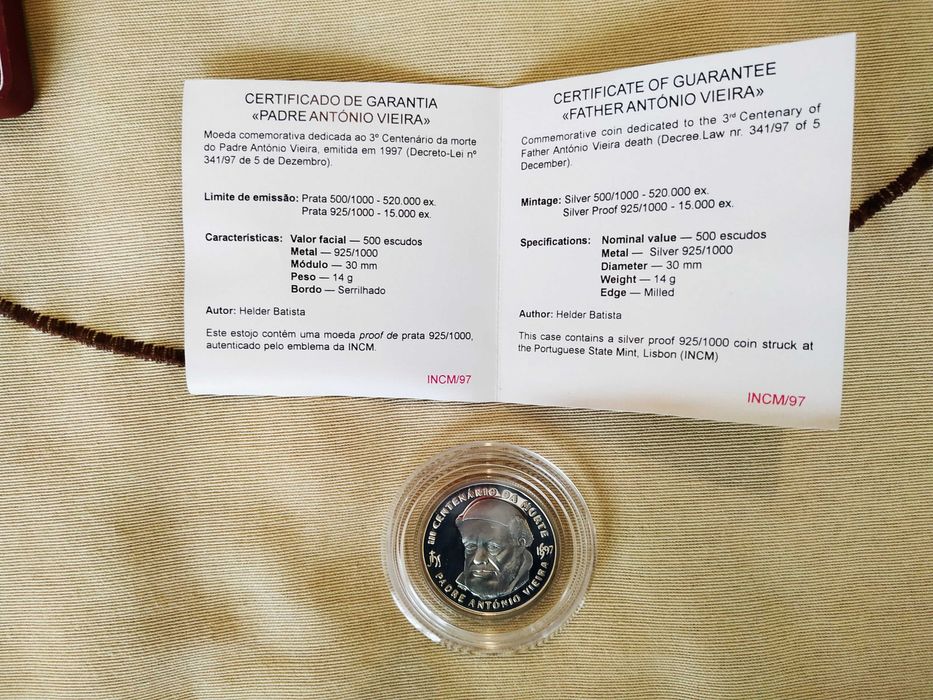 CERTIFICADO DE GARANTIA
«PADRE ANTÓNIO VIEIRA»
Moeda comemorativa dedicada ao 3º Centenário da morte
do Padre António Vieira, emitida em 1997 (Decreto-Lei nº
341/97 de 5 de Dezembro).
Limite de emissão: Prata 500/1000 - 520.000 ex.
Prata 925/1000 - 15.000 ex.
Características: Valor facial — 500 escudos
Metal — 925/1000
Módulo — 30 mm
Peso — 14 g
Bordo — Serrilhado
Autor: Helder Batista
Este estojo contém uma moeda proof de prata 925/1000,
autenticado pelo emblema da INCM.
INCM/97
CERTIFICATE OF GUARANTEE
«FATHER ANTÓNIO VIEIRA»
Commemorative coin dedicated to the 3rd Centenary of
Father António Vieira death (Decree.Law nr. 341/97 of 5
December).
Mintage: Silver 500/1000 - 520.000 ex.
Silver Proof 925/1000 - 15.000 ex.
Specifications: Nominal value — 500 escudos
Metal — Silver 925/1000
Diameter — 30 mm
Weight — 14 g
Edge — Milled
Author: Helder Batista
This case contains a silver proof 925/1000 coin struck at
the Portuguese State Mint, Lisbon (INCM)
INCM/97
III CENTENÁRIO DA MORTE
PADRE ANTÓNIO VIEIRA